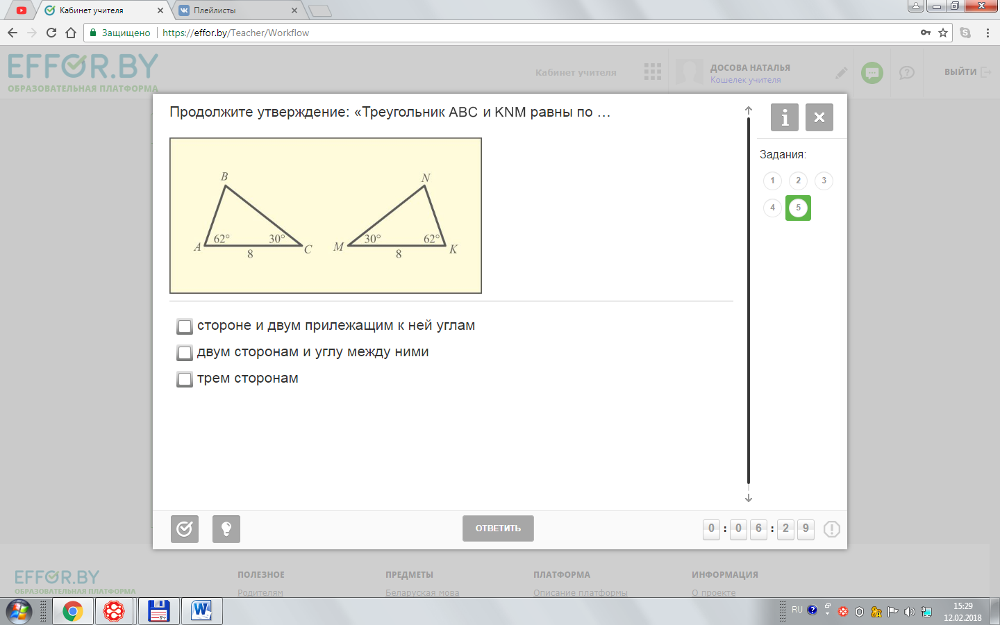 Кабинет учителя
Плейлисты
Защищено
https://effor.by/Teacher/Workflow
EFFOR.BY
ОБРАЗОВАТЕЛЬНАЯ ПЛАТФОРМА
Кабинет учителя
ДОСОВА НАТАЛЬЯ
Кошелек учителя
ВЫЙТИ
Продолжите утверждение: «Треугольник ABC и KNM равны по …
B
N
62°
30°
30°
62°
A
C
M
K
8
8
Задания:
1 2 3
4 5
стороне и двум прилежащим к ней углам
двум сторонам и углу между ними
трем сторонам
ОТВЕТИТЬ
0 : 0 6 : 2 9
EFFOR.BY
ОБРАЗОВАТЕЛЬНАЯ ПЛАТФОРМА
ПОЛЕЗНОЕ
ПРЕДМЕТЫ
ПЛАТФОРМА
ИНФОРМАЦИЯ
Родителям
Беларуская мова
Описание платформы
О проекте
64
RU
15:29
12.02.2018